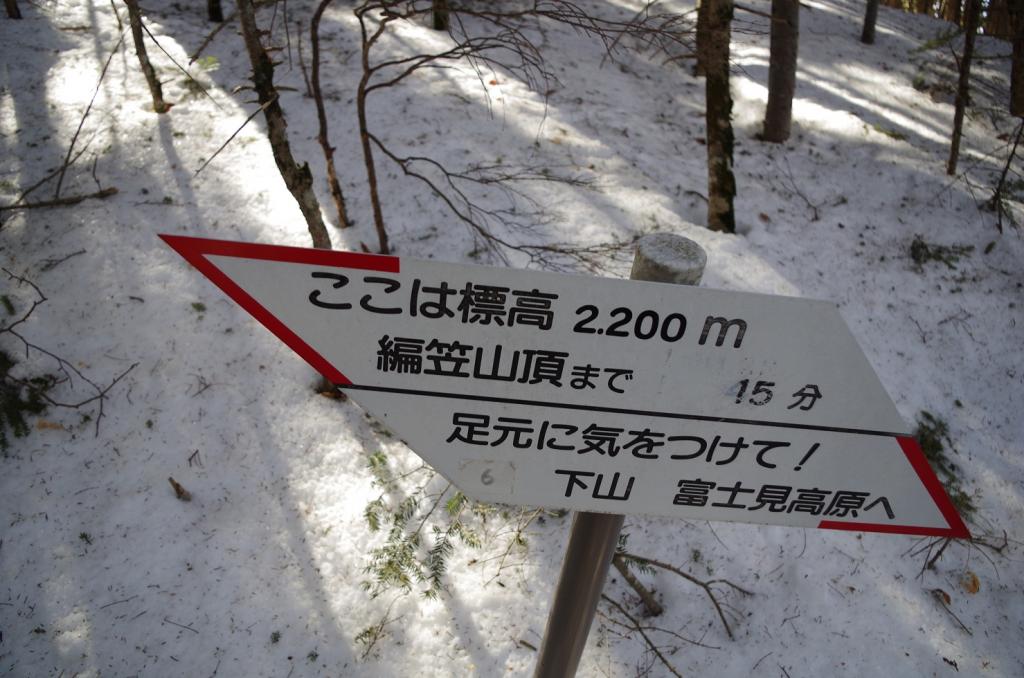 ここは標高 2.200 m
編笠山頂まで 15 分
足元に気をつけて!
6 下山 富士見高原へ